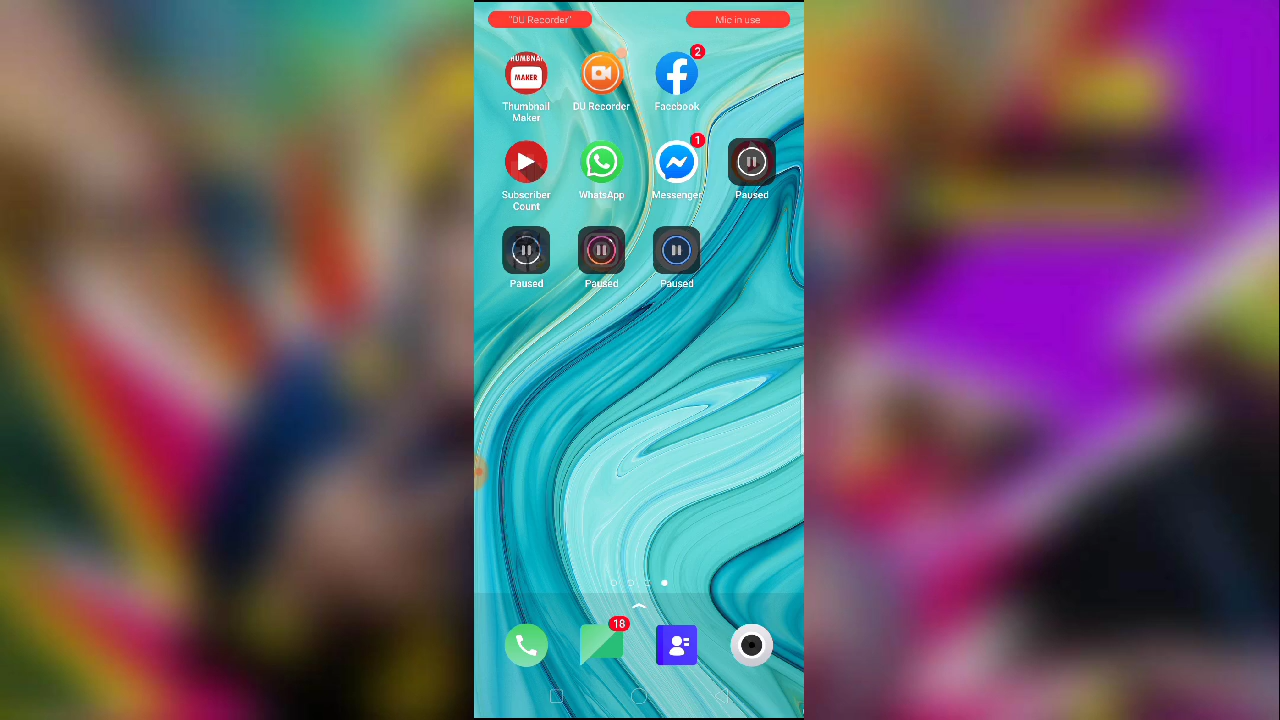 "DU Recorder"
Mic in use
THUMBNAIL
MAKER
2
Thumbnail
Maker
DU Recorder
Facebook
1
Subscriber
Count
WhatsApp
Messenger
Paused
Paused
Paused
Paused
18